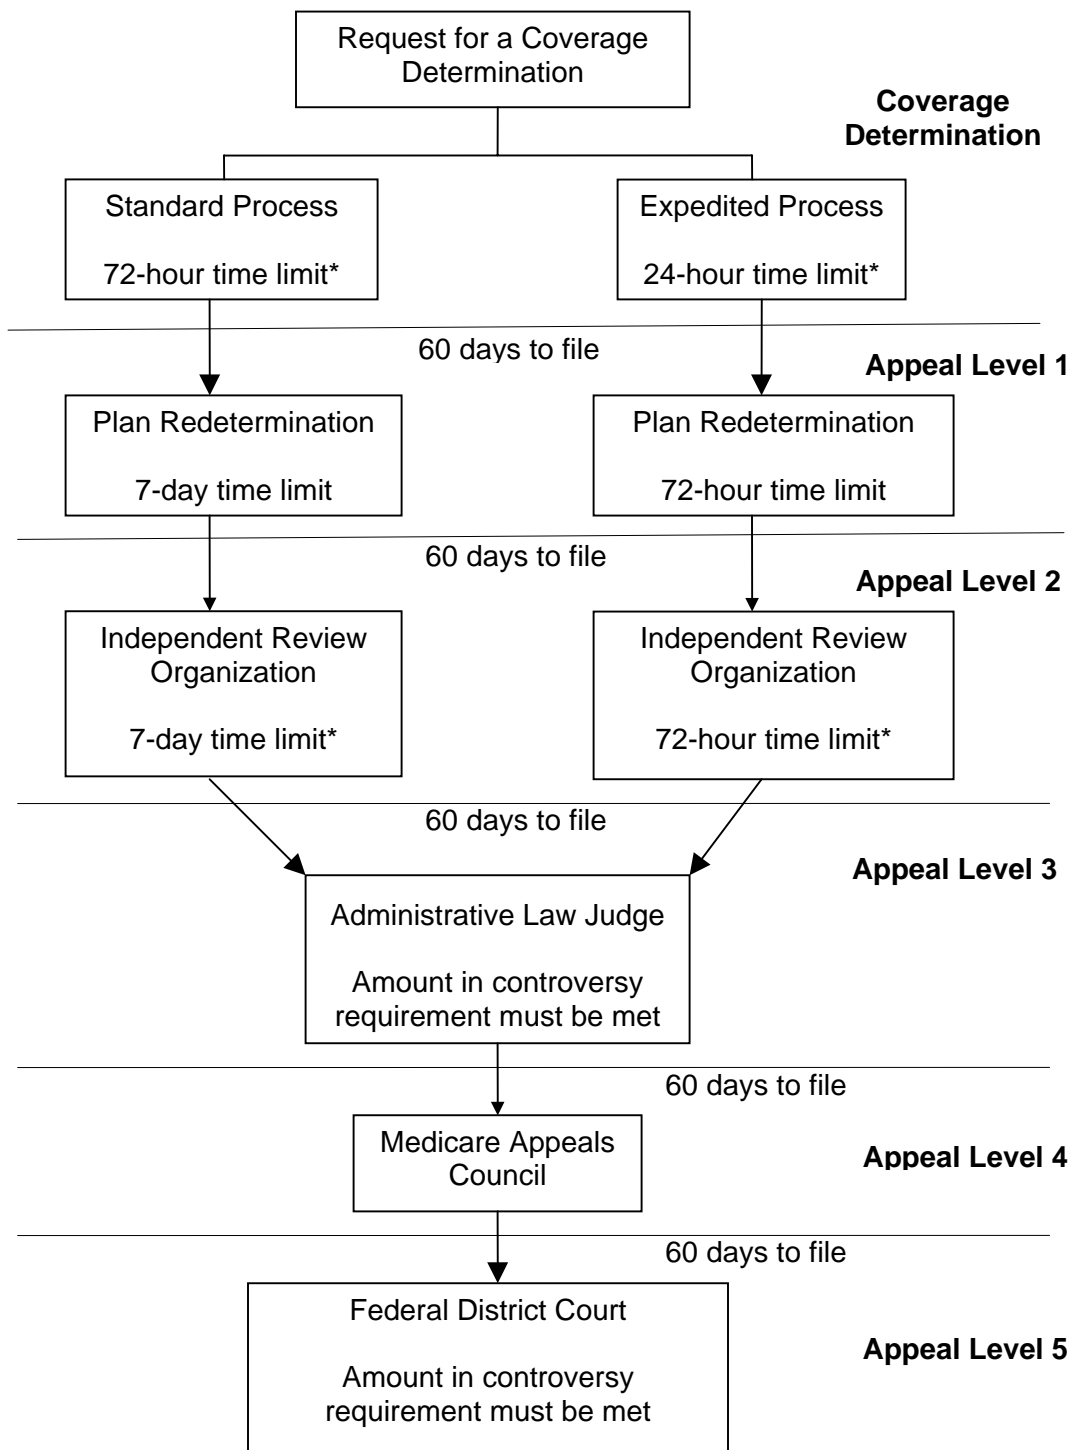 Request for a Coverage
Determination
Coverage
Determination
Standard Process
72-hour time limit*
Expedited Process
24-hour time limit*
60 days to file
Appeal Level 1
Plan Redetermination
7-day time limit
Plan Redetermination
72-hour time limit
60 days to file
Appeal Level 2
Independent Review
Organization
7-day time limit*
Independent Review
Organization
72-hour time limit*
60 days to file
Appeal Level 3
Administrative Law Judge
Amount in controversy
requirement must be met
60 days to file
Medicare Appeals
Council
Appeal Level 4
60 days to file
Federal District Court
Amount in controversy
requirement must be met
Appeal Level 5